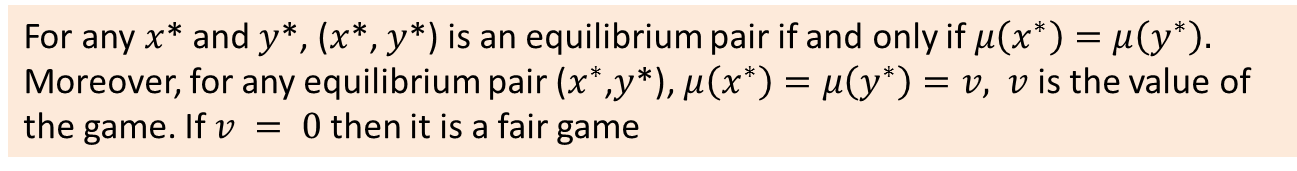 For any 𝑥* and 𝑦*, (𝑥*, 𝑦*) is an equilibrium pair if and only if 𝜇(𝑥*) = 𝜇(𝑦*).
Moreover, for any equilibrium pair (𝑥*,𝑦*), 𝜇(𝑥*) = 𝜇(𝑦*) = 𝑣, 𝑣 is the value of
the game. If 𝑣 = 0 then it is a fair game